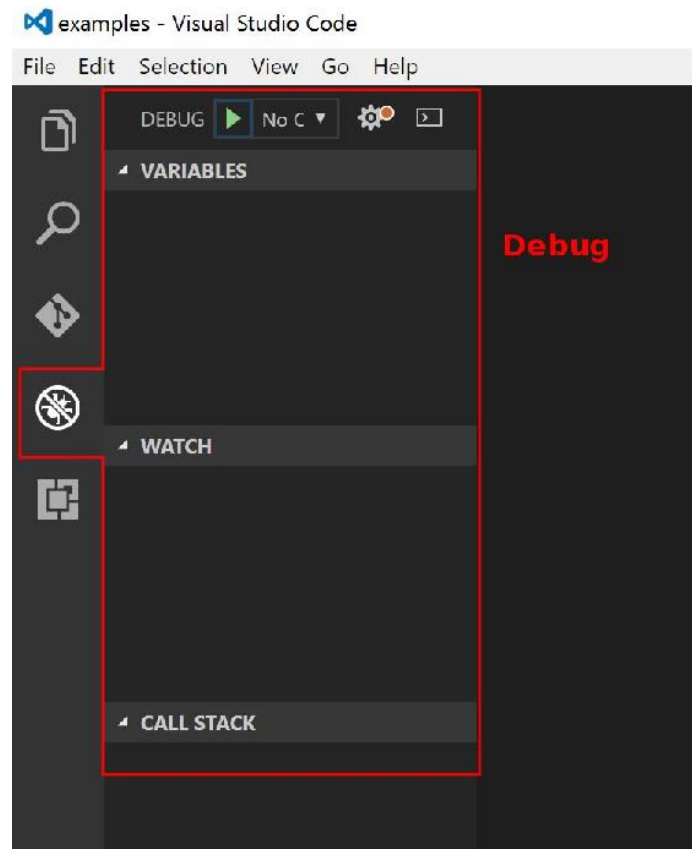 examples - Visual Studio Code
File Edit Selection View Go Help
DEBUG No C
VARIABLES
Debug
WATCH
CALL STACK